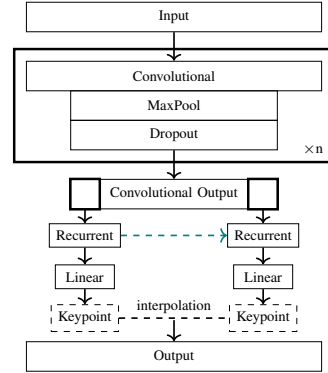 Input
Convolutional
MaxPool
Dropout
×n
Convolutional Output
Recurrent Recurrent
Linear Linear
interpolation
Keypoint Keypoint
Output